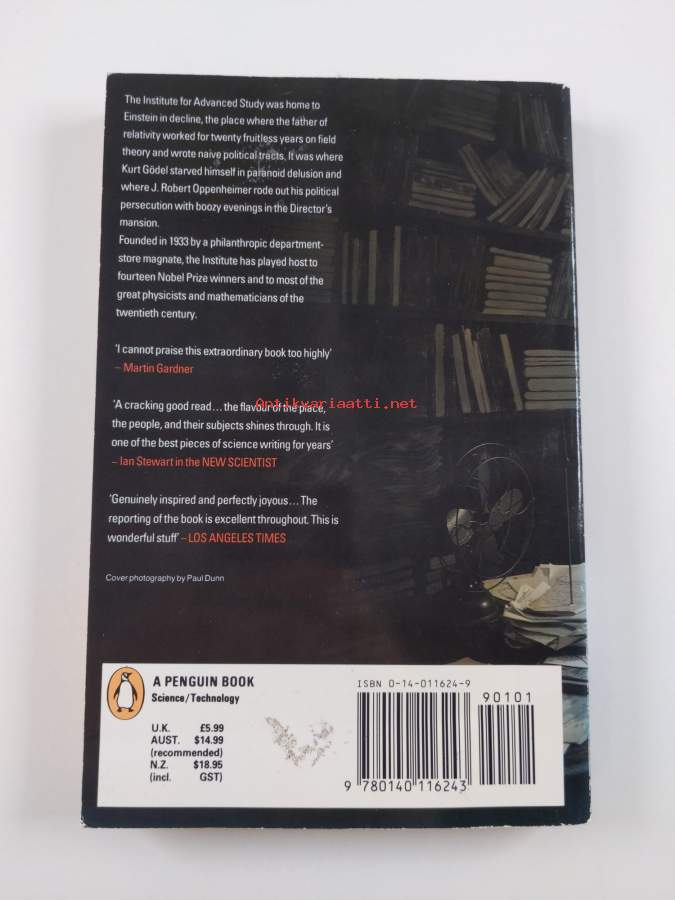 The Institute for Advanced Study was home to
Einstein in decline, the place where the father of
relativity worked for twenty fruitless years on field
theory and wrote naive political tracts. It was where
Kurt Gödel starved himself in paranoid delusion and
where J. Robert Oppenheimer rode out his political
persecution with boozy evenings in the Director's
mansion.
Founded in 1933 by a philanthropic department-
store magnate, the Institute has played host to
fourteen Nobel Prize winners and to most of the
great physicists and mathematicians of the
twentieth century.
'I cannot praise this extraordinary book too highly'
– Martin Gardner
Antikvariaatti.net
'A cracking good read... the flavour of the place,
the people, and their subjects shines through. It is
one of the best pieces of science writing for years'
– Ian Stewart in the NEW SCIENTIST
'Genuinely inspired and perfectly joyous... The
reporting of the book is excellent throughout. This is
wonderful stuff' – LOS ANGELES TIMES
Cover photography by Paul Dunn
A PENGUIN BOOK
Science/Technology
U.K. £5.99
AUST. $14.99
(recommended)
N.Z. $18.95
(incl. GST)
ISBN 0-14-011624-9
90101
9 780140 116243